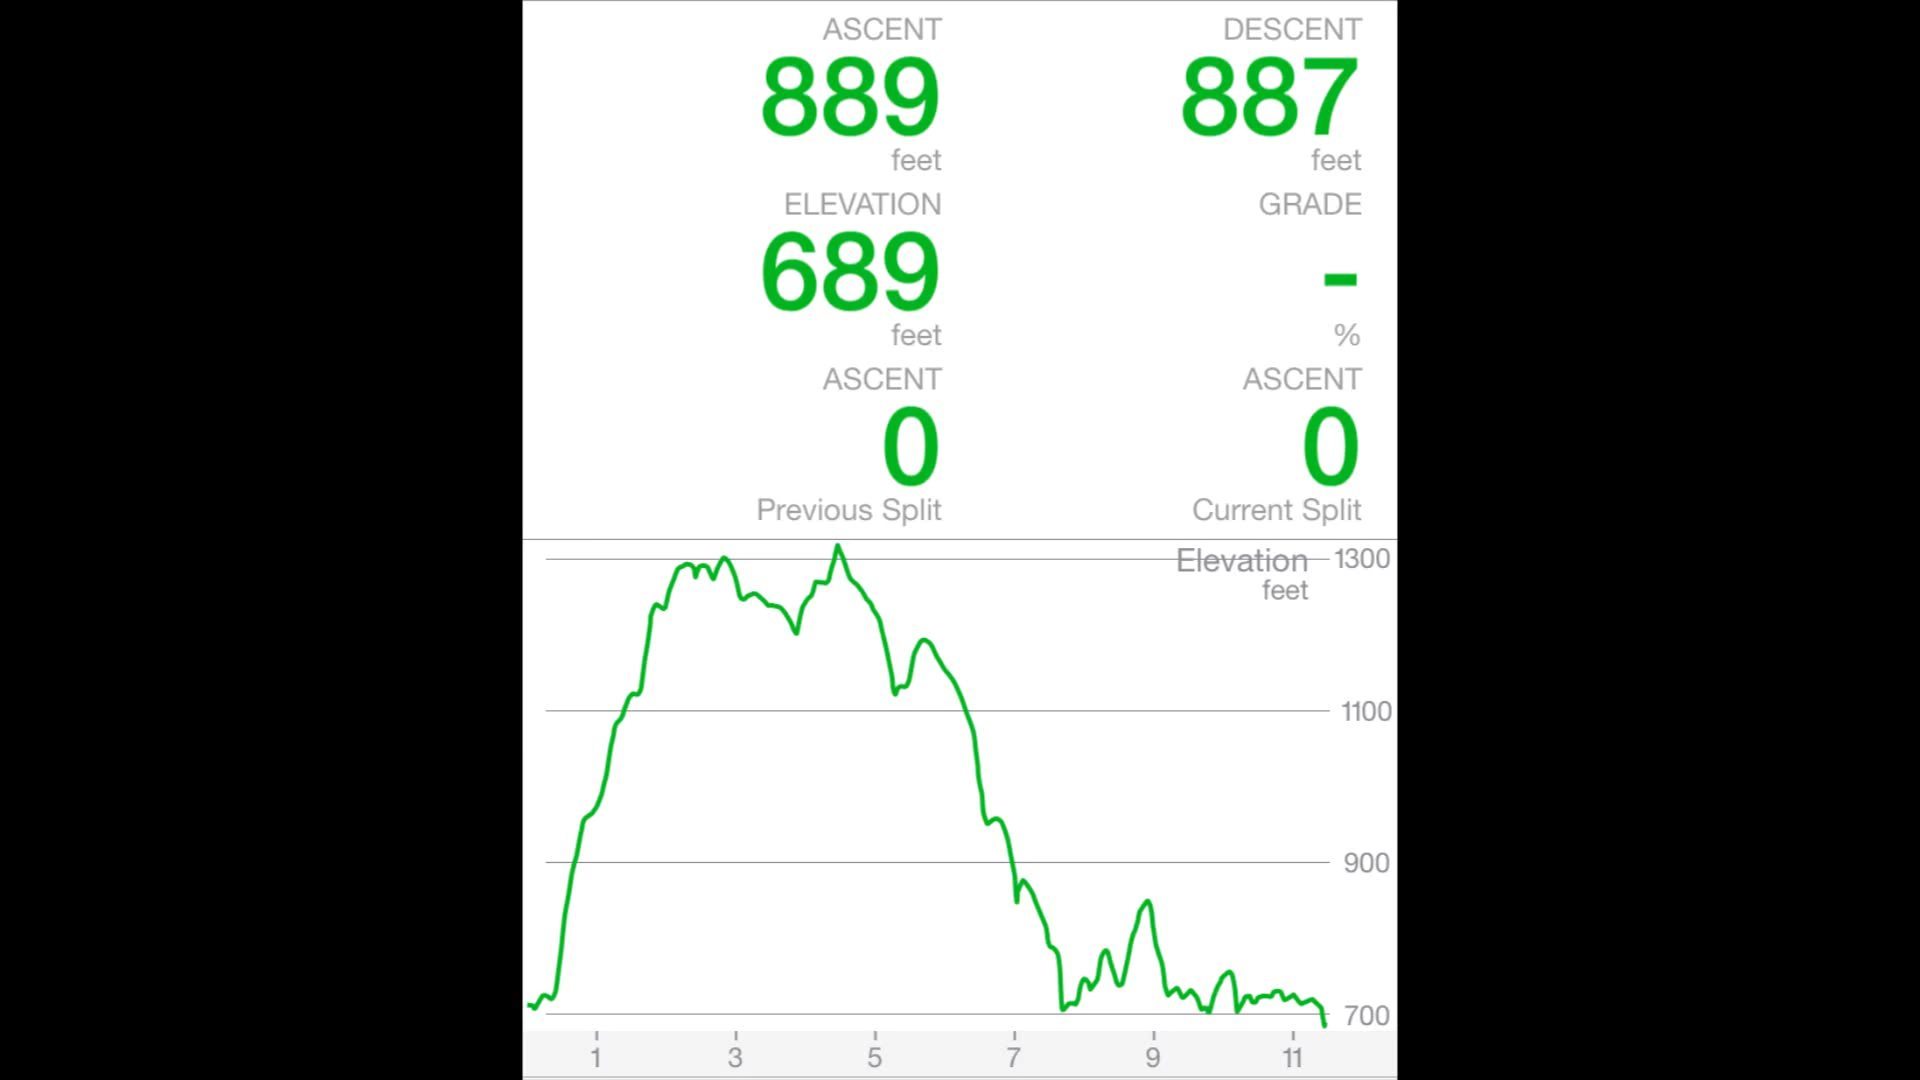 ASCENT DESCENT
889 887
feet feet
ELEVATION GRADE
689 -
feet %
ASCENT ASCENT
0 0
Previous Split Current Split
Elevation 1300
feet
1100
900
700
1 3 5 7 9 11